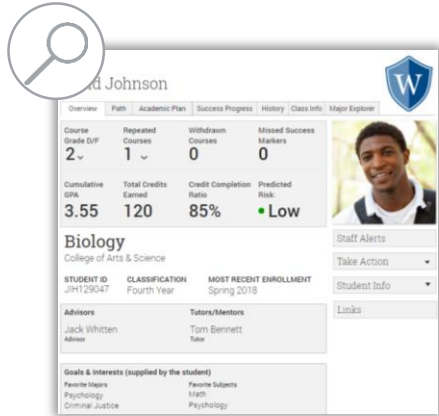 Johnson
W
Overview Path Academic Plan Success Progress History Class Info Major Explorer
Course Grade D/F
2
Repeated Courses
1
Withdrawn Courses
0
Missed Success Markers
0
Cumulative GPA
3.55
Total Credits Earned
120
Credit Completion Ratio
85%
Predicted Risk:
Low
Biology
College of Arts & Science
STUDENT ID
JIH129047
CLASSIFICATION
Fourth Year
MOST RECENT ENROLLMENT
Spring 2018
Advisors
Jack Whitten
Advisor
Tutors/Mentors
Tom Bennett
Tutor
Goals & Interests (supplied by the student)
Favorite Majors
Psychology
Criminal Justice
Favorite Subjects
Math
Psychology
Staff Alerts
Take Action
Student Info
Links